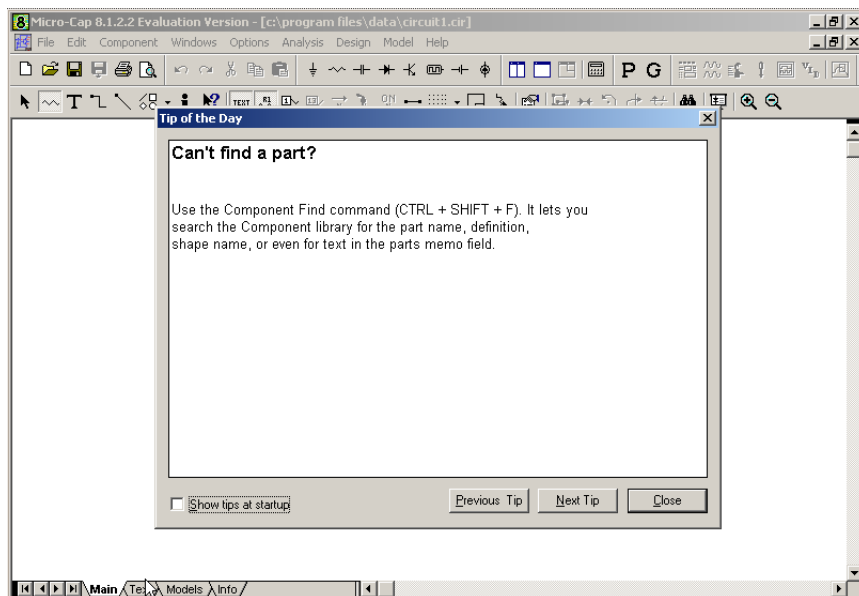 Micro-Cap 8.1.2.2 Evaluation Version - [c:\program files\data\circuit1.cir]
File Edit Component Windows Options Analysis Design Model Help
P G
T TEXT
Tip of the Day
Can't find a part?
Use the Component Find command (CTRL + SHIFT + F). It lets you
search the Component library for the part name, definition,
shape name, or even for text in the parts memo field.
Show tips at startup
Previous Tip Next Tip Close
Main Models Info